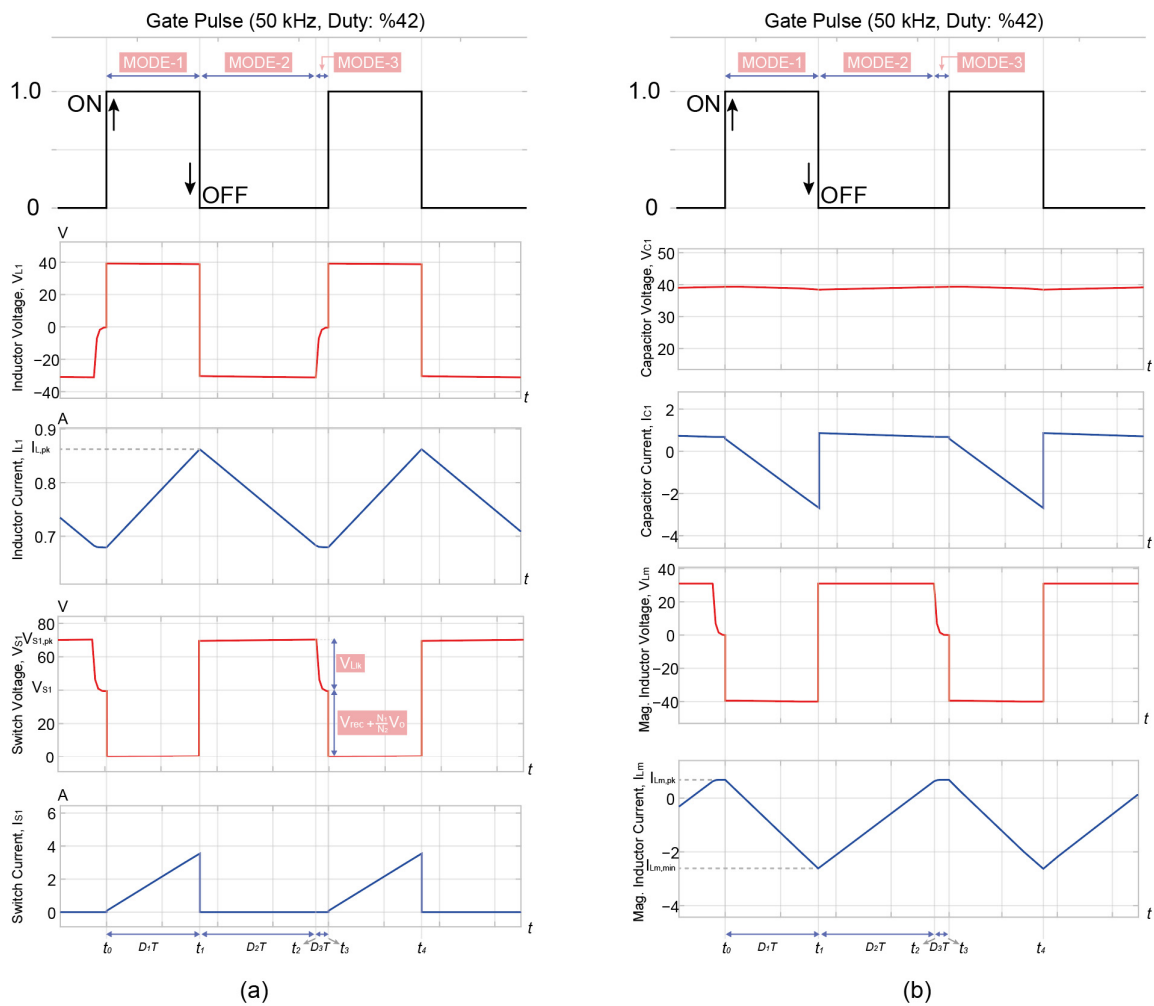 Gate Pulse (50 kHz, Duty: %42)
MODE-1
MODE-2
MODE-3
1.0
ON
OFF
0
V
Inductor Voltage, VL1
40
20
0
−20
−40
t
A
Inductor Current, IL1
0.9
IL,pk
0.8
0.7
t
V
Switch Voltage, VS1
80
VS1,pk
60
VS1
40
20
0
VLlk
Vrec + N1/N2 Vo
t
A
Switch Current, IS1
6
4
2
0
t
t0 D1T t1 D2T t2 D3T t3 t4
(a)
Gate Pulse (50 kHz, Duty: %42)
MODE-1
MODE-2
MODE-3
1.0
ON
OFF
0
Capacitor Voltage, VC1
50
40
30
20
t
Capacitor Current, IC1
2
0
−2
−4
t
Mag. Inductor Voltage, VLm
40
20
0
−20
−40
t
Mag. Inductor Current, ILm
ILm,pk
0
−2
ILm,min
−4
t
t0 D1T t1 D2T t2 D3T t3 t4
(b)